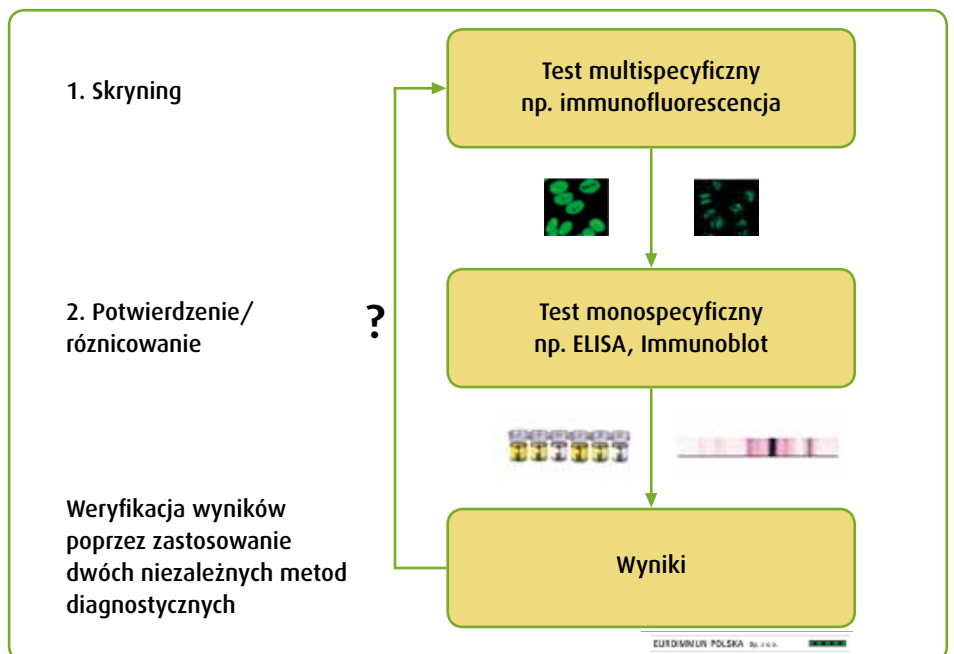 1. Skryning
Test multispecyficzny
np. immunofluorescencja
2. Potwierdzenie/
róznicowanie
?
Test monospecyficzny
np. ELISA, Immunoblot
Weryfikacja wyników
poprzez zastosowanie
dwóch niezależnych metod
diagnostycznych
Wyniki
EUROIMMUN POLSKA Sp. z o.o.